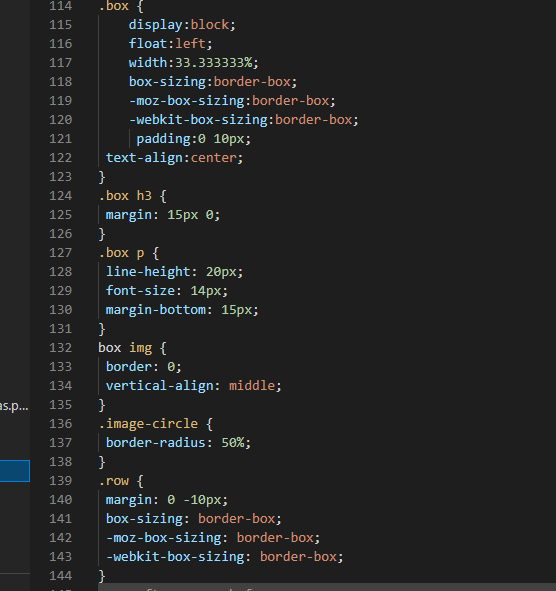 114 .box {
115     display:block;
116     float:left;
117     width:33.333333%;
118     box-sizing:border-box;
119     -moz-box-sizing:border-box;
120     -webkit-box-sizing:border-box;
121      padding:0 10px;
122  text-align:center;
123 }
124 .box h3 {
125  margin: 15px 0;
126 }
127 .box p {
128  line-height: 20px;
129  font-size: 14px;
130  margin-bottom: 15px;
131 }
132 box img {
133  border: 0;
134  vertical-align: middle;
135 }
as.p...
136 .image-circle {
137  border-radius: 50%;
138 }
139 .row {
140  margin: 0 -10px;
141  box-sizing: border-box;
142  -moz-box-sizing: border-box;
143  -webkit-box-sizing: border-box;
144 }